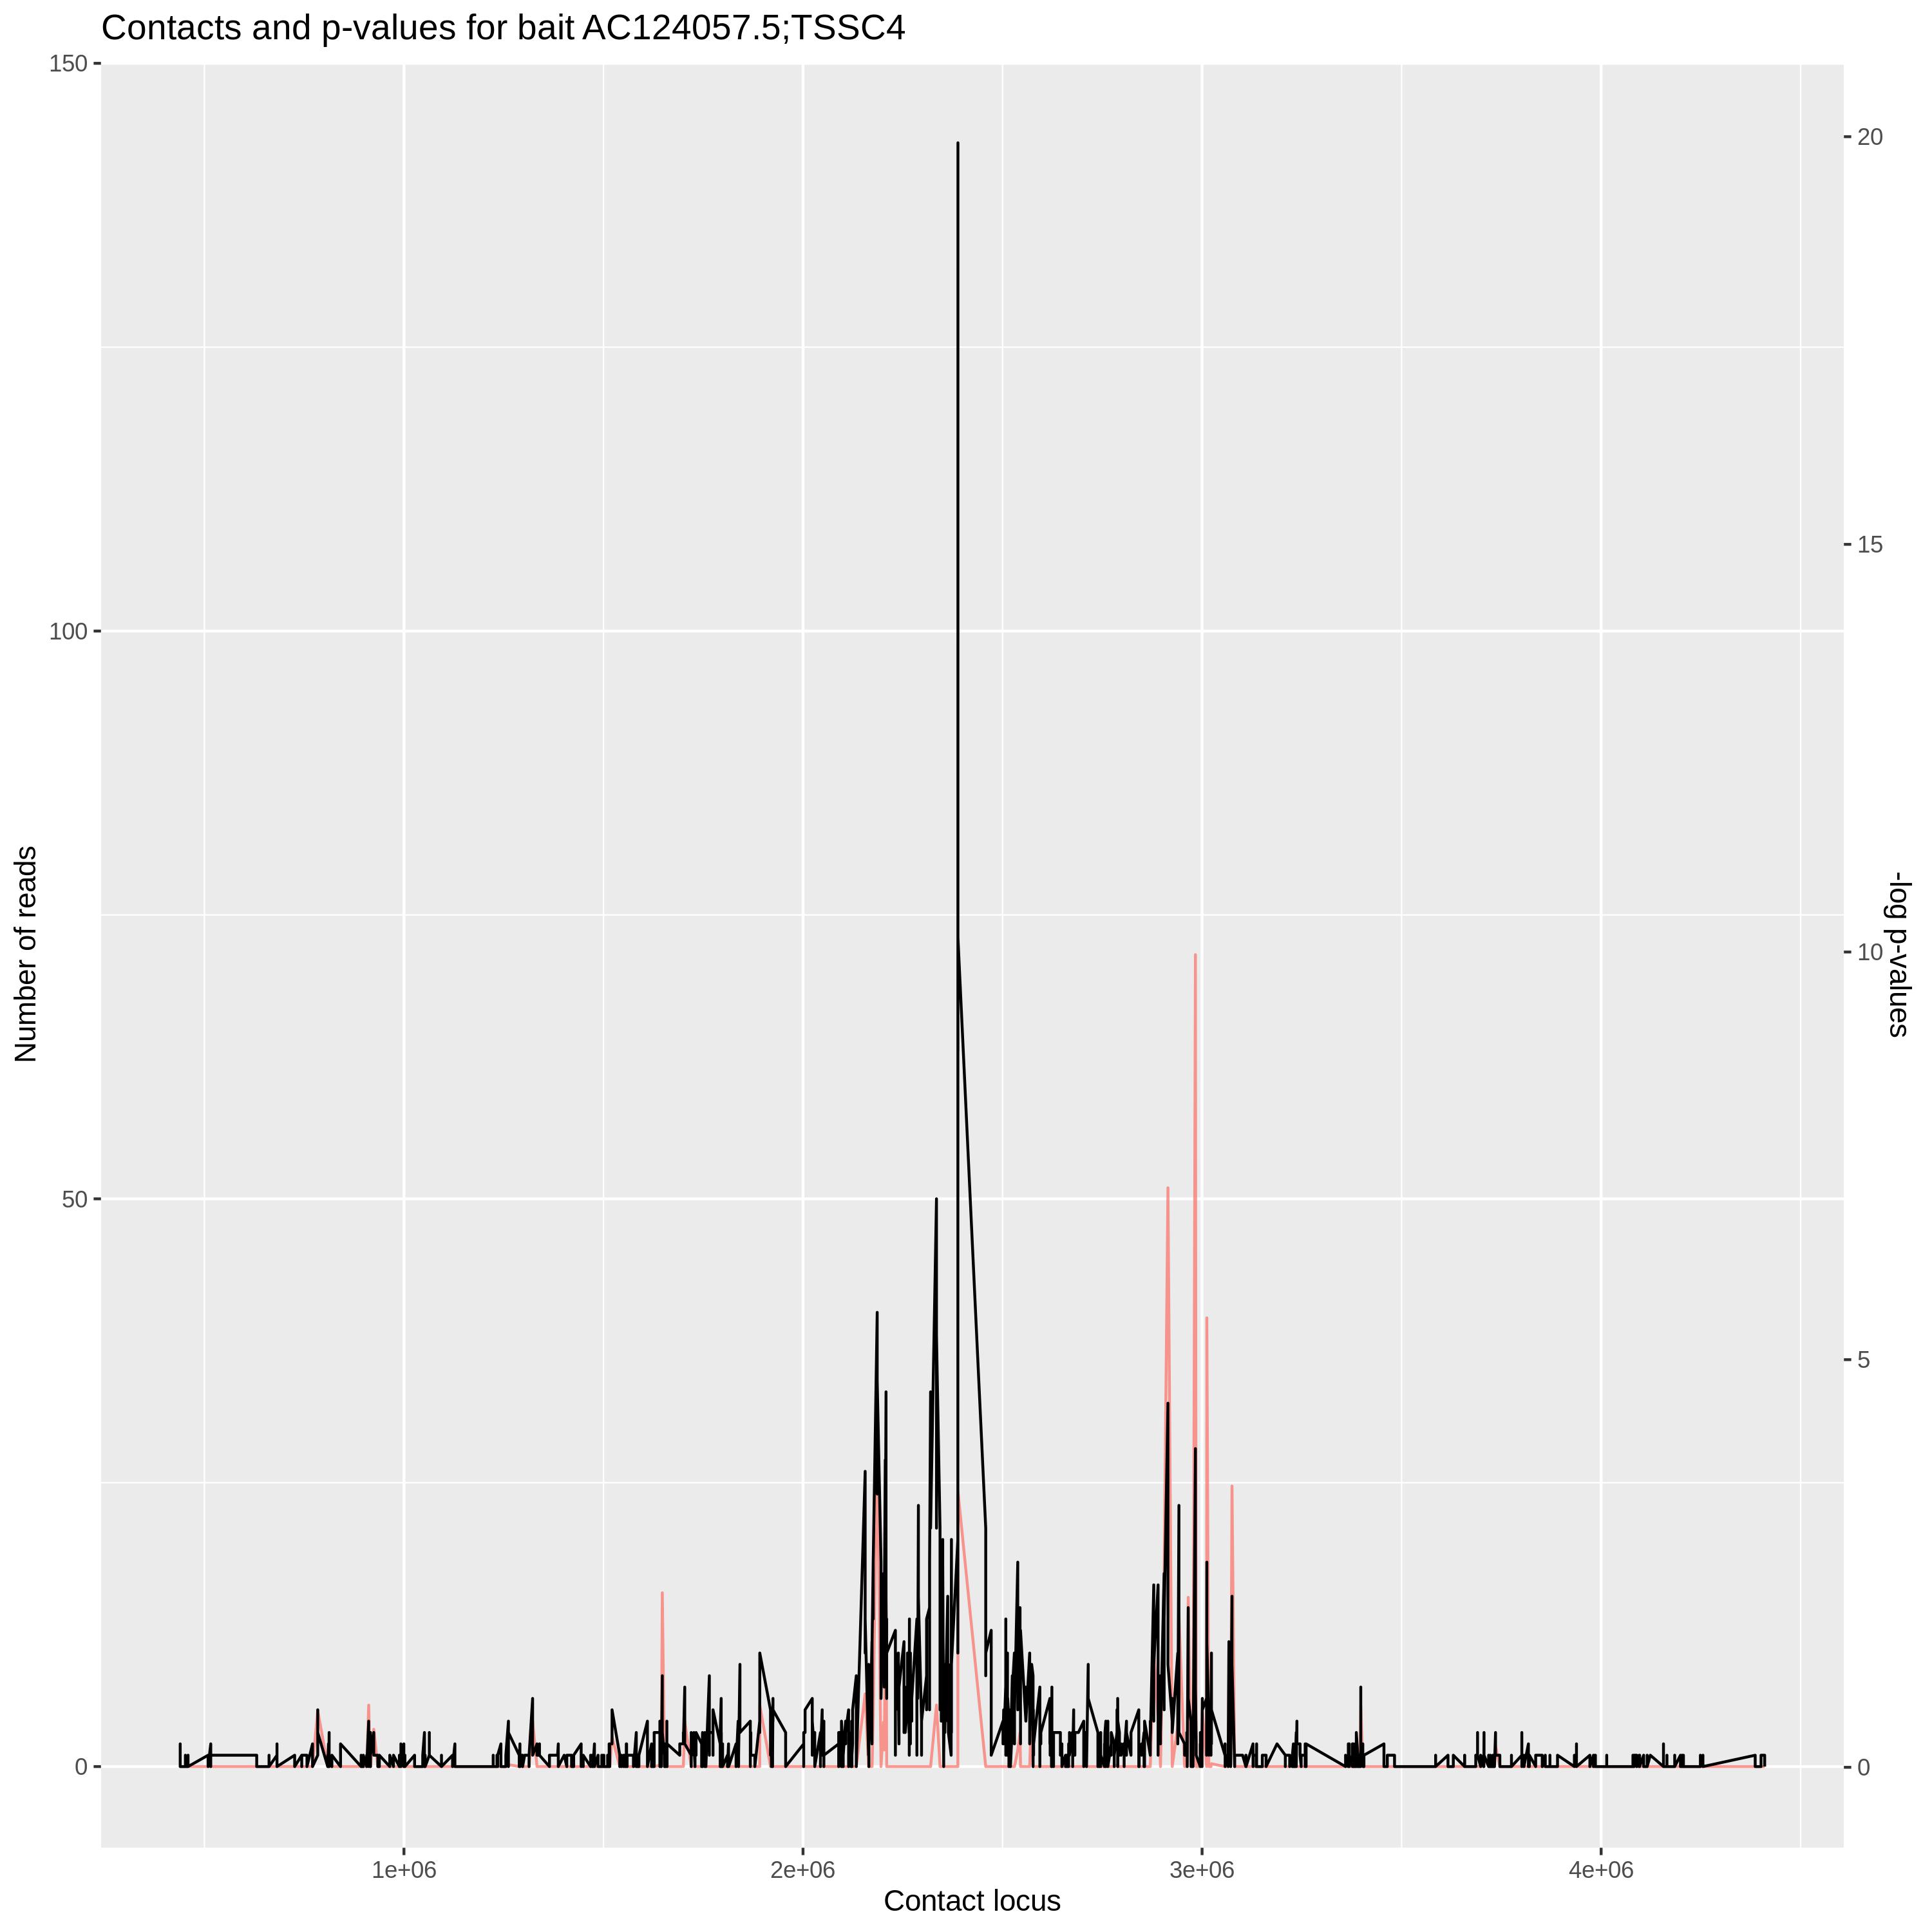 Contacts and p-values for bait AC124057.5;TSSC4
150
100
50
0
Number of reads
20
15
10
5
0
-log p-values
1e+06
2e+06
3e+06
4e+06
Contact locus